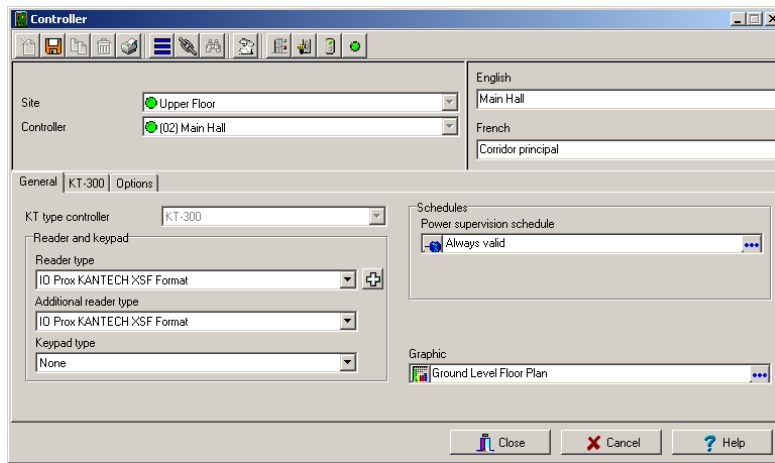 Controller
Site
Upper Floor
Controller
(02) Main Hall
English
Main Hall
French
Corridor principal
General
KT-300
Options
KT type controller
KT-300
Reader and keypad
Reader type
IO Prox KANTECH XSF Format
Additional reader type
IO Prox KANTECH XSF Format
Keypad type
None
Schedules
Power supervision schedule
Always valid
Graphic
Ground Level Floor Plan
Close
Cancel
Help